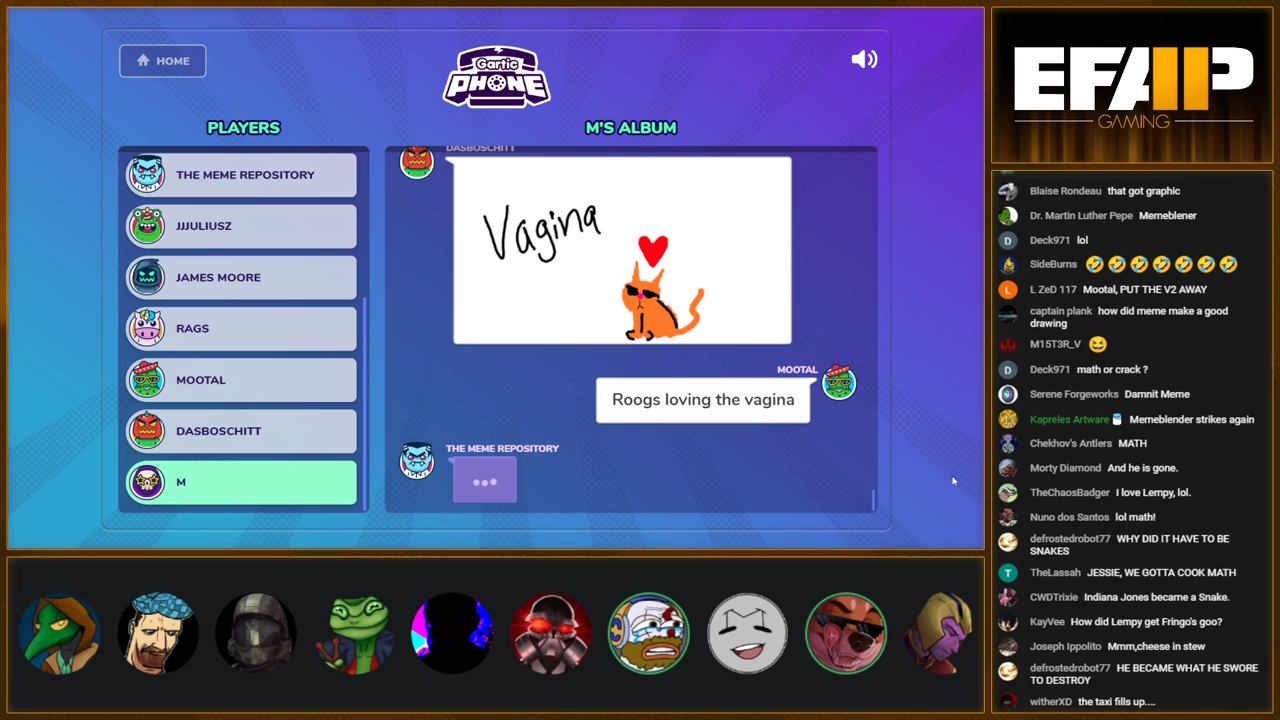 HOME
Gartic
PHONE
PLAYERS
M'S ALBUM
THE MEME REPOSITORY
JJJULIUSZ
JAMES MOORE
RAGS
MOOTAL
DASBOSCHITT
M
DASBOSCHITT
Vagina
MOOTAL
Roogs loving the vagina
THE MEME REPOSITORY
EFAP
GAMING
Blaise Rondeau that got graphic
Dr. Martin Luther Pepe Memeblener
D Deck971 lol
SideBurns 🤣🤣🤣🤣🤣🤣🤣
L L ZeD 117 Mootal, PUT THE V2 AWAY
captain plank how did meme make a good
drawing
M15T3R_V 😆
D Deck971 math or crack ?
Serene Forgeworks Damnit Meme
Kapreles Artware Memeblender strikes again
Chekhov's Antlers MATH
Morty Diamond And he is gone.
TheChaosBadger I love Lempy, lol.
Nuno dos Santos lol math!
defrostedrobot77 WHY DID IT HAVE TO BE
SNAKES
T TheLassah JESSIE, WE GOTTA COOK MATH
CWDTrixie Indiana Jones became a Snake.
KayVee How did Lempy get Fringo's goo?
Joseph Ippolito Mmm,cheese in stew
defrostedrobot77 HE BECAME WHAT HE SWORE
TO DESTROY
witherXD the taxi fills up....